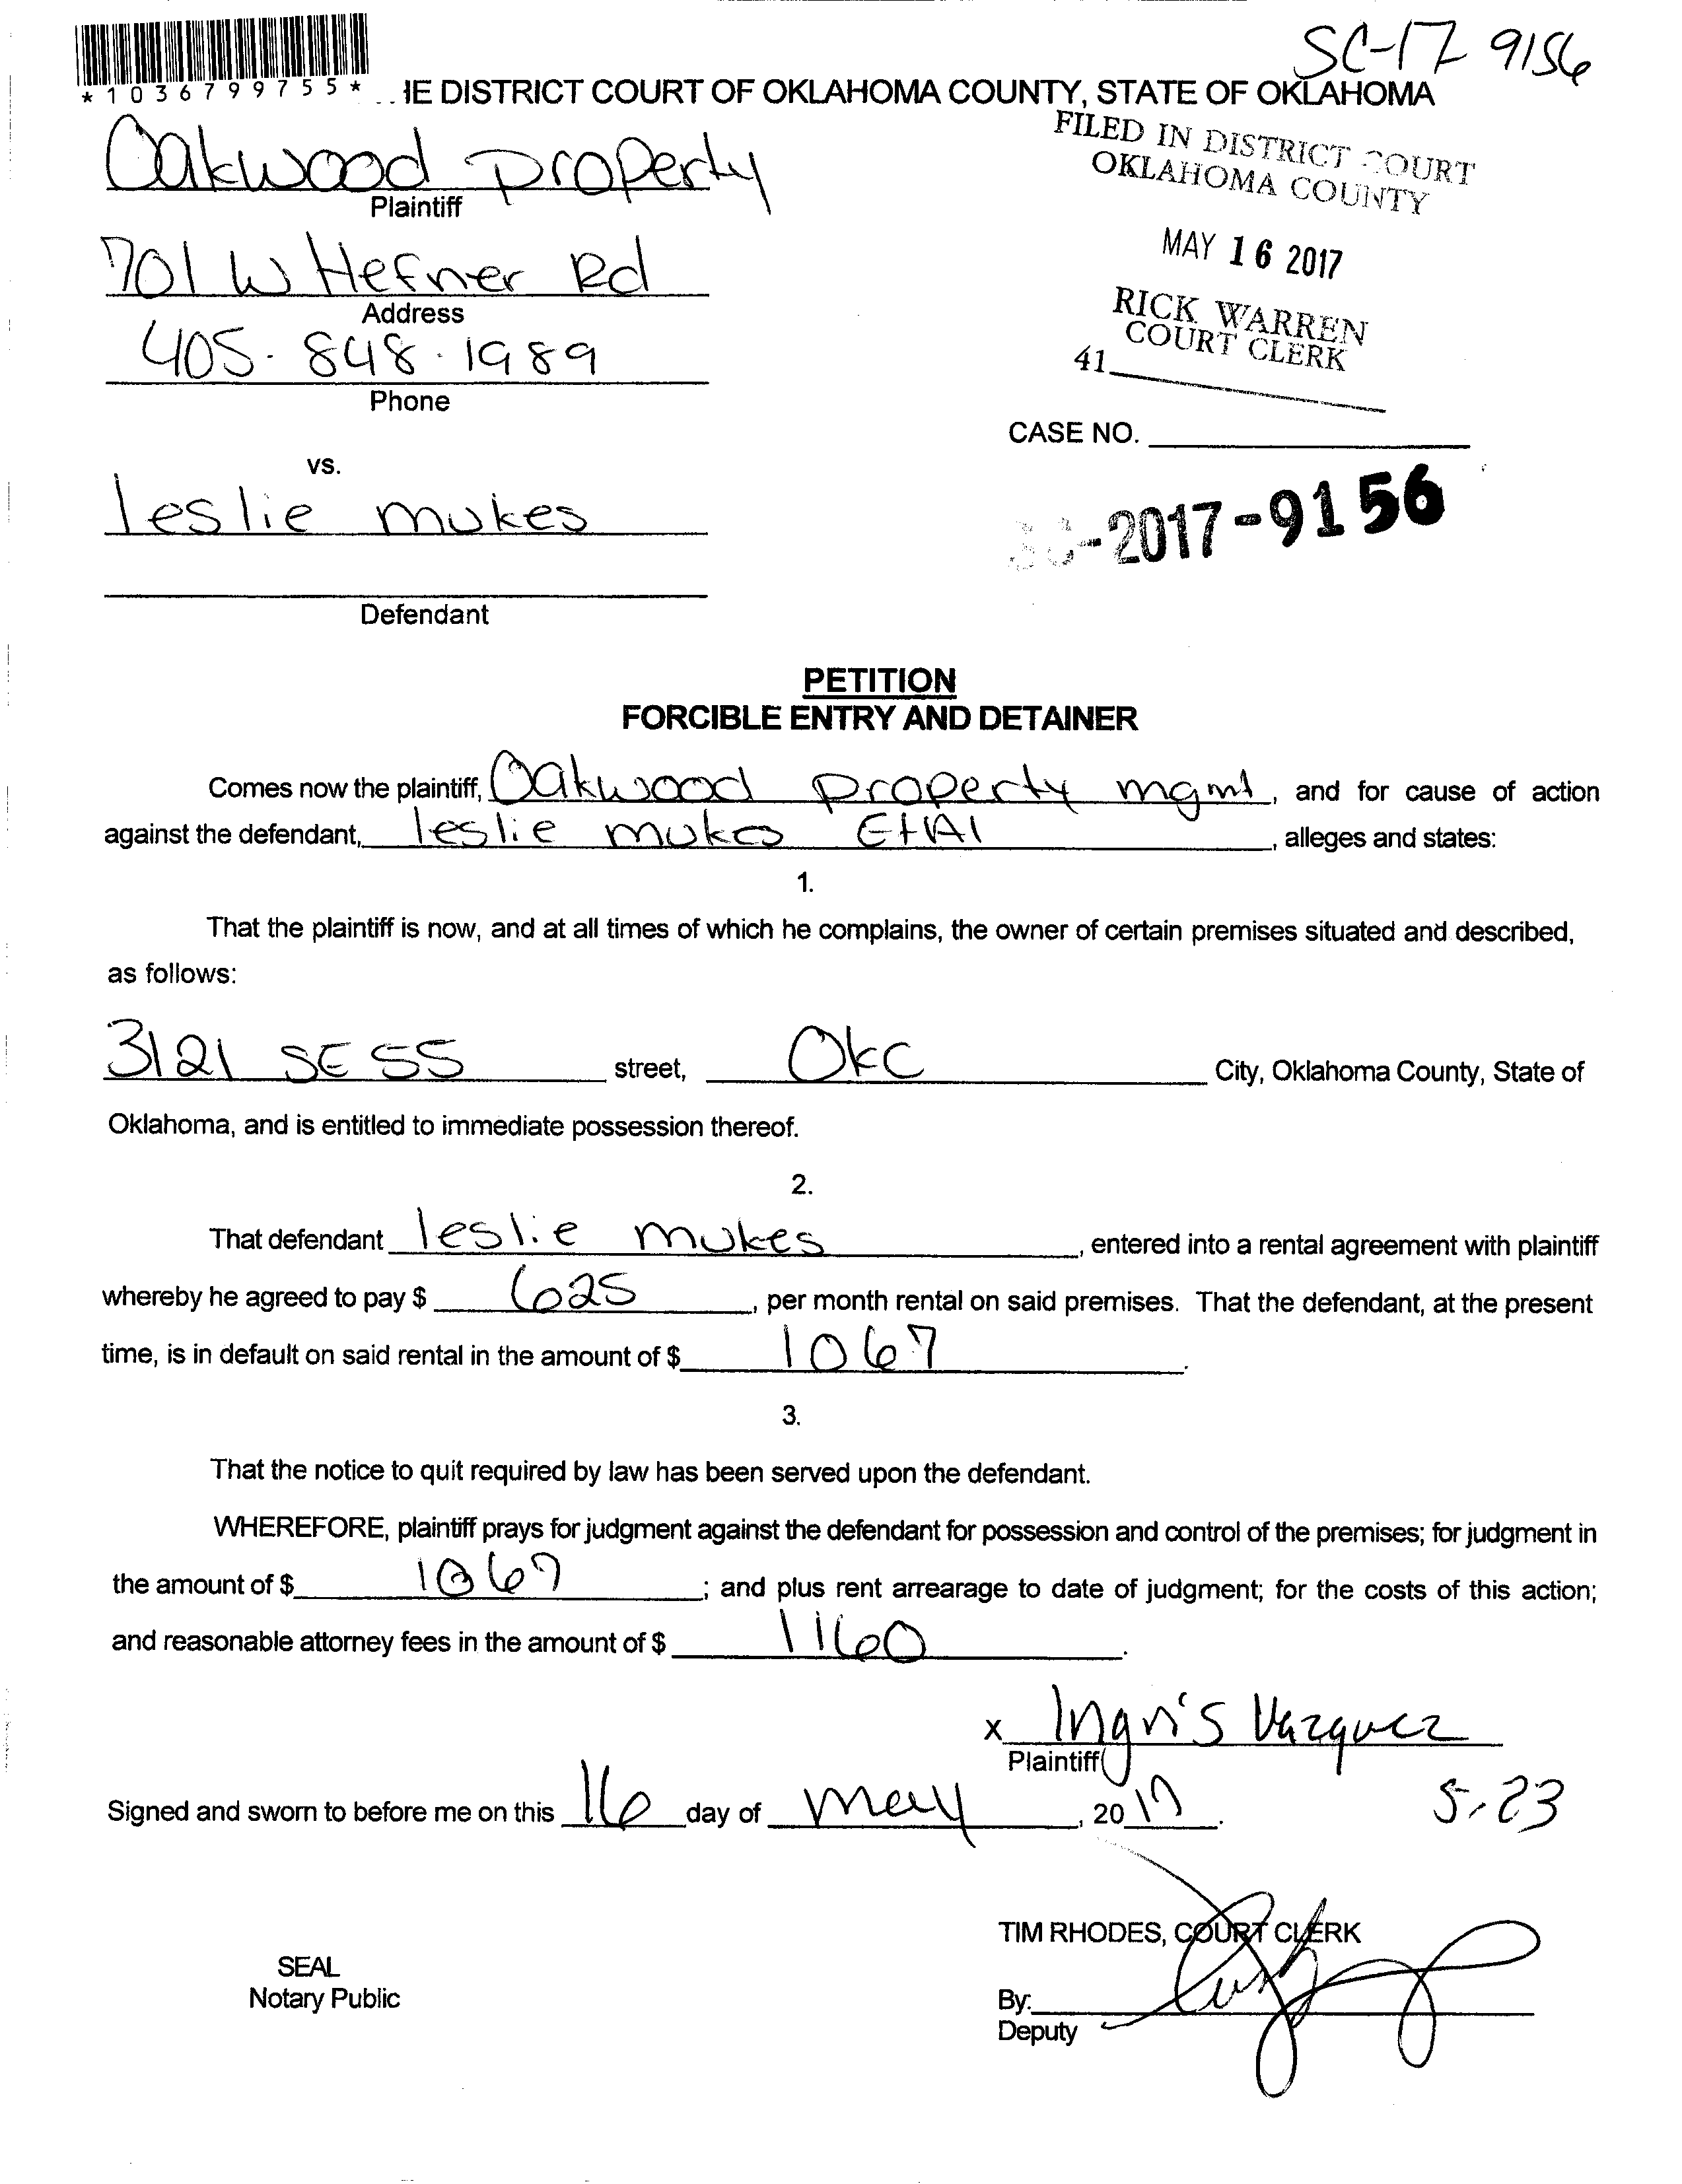 SC-17 9156
*1036799755*
IE DISTRICT COURT OF OKLAHOMA COUNTY, STATE OF OKLAHOMA
Oakwood property
Plaintiff
701 W Hefner Rd
Address
405-848-1989
Phone
FILED IN DISTRICT COURT
OKLAHOMA COUNTY
MAY 16 2017
RICK WARREN
COURT CLERK
41
CASE NO.
SC-2017-9156
vs.
leslie mukes
Defendant
PETITION
FORCIBLE ENTRY AND DETAINER
Comes now the plaintiff, Oakwood property mgmt, and for cause of action
against the defendant, leslie mukes EtAl, alleges and states:
1.
That the plaintiff is now, and at all times of which he complains, the owner of certain premises situated and described,
as follows:
3121 SE 55 street, OKC City, Oklahoma County, State of
Oklahoma, and is entitled to immediate possession thereof.
2.
That defendant leslie mukes, entered into a rental agreement with plaintiff
whereby he agreed to pay $ 625, per month rental on said premises. That the defendant, at the present
time, is in default on said rental in the amount of $ 1067.
3.
That the notice to quit required by law has been served upon the defendant.
WHEREFORE, plaintiff prays for judgment against the defendant for possession and control of the premises; for judgment in
the amount of $ 1067; and plus rent arrearage to date of judgment; for the costs of this action;
and reasonable attorney fees in the amount of $ 1160.
x Ingris Vazquez
Plaintiff
Signed and sworn to before me on this 16 day of may, 2017.
5-23
TIM RHODES, COURT CLERK
SEAL
Notary Public
By:
Deputy